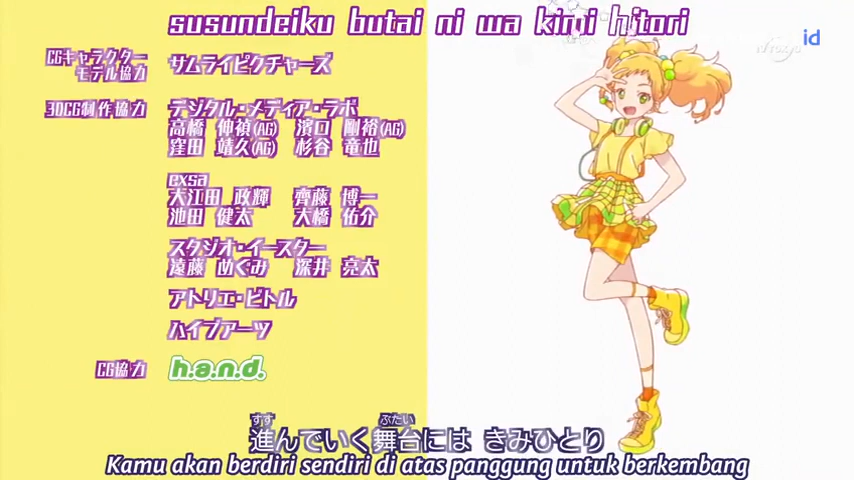 susundeiku butai ni wa kimi hitori
id
CGキャラクター
モデル協力
サムライピクチャーズ
3DCG制作協力
デジタル・メディア・ラボ
高橋 伸禎(AG) 濱口 剛裕(AG)
窪田 靖久(AG) 杉谷 竜也
exsa
大江田 政輝 齊藤 博一
池田 健太 大橋 佑介
スタジオ・イースター
遠藤 めぐみ 深井 亮太
アトリエ・ビトル
ハイブアーツ
CG協力
h.a.n.d.
すす ぶたい
進んでいく舞台には きみひとり
Kamu akan berdiri sendiri di atas panggung untuk berkembang